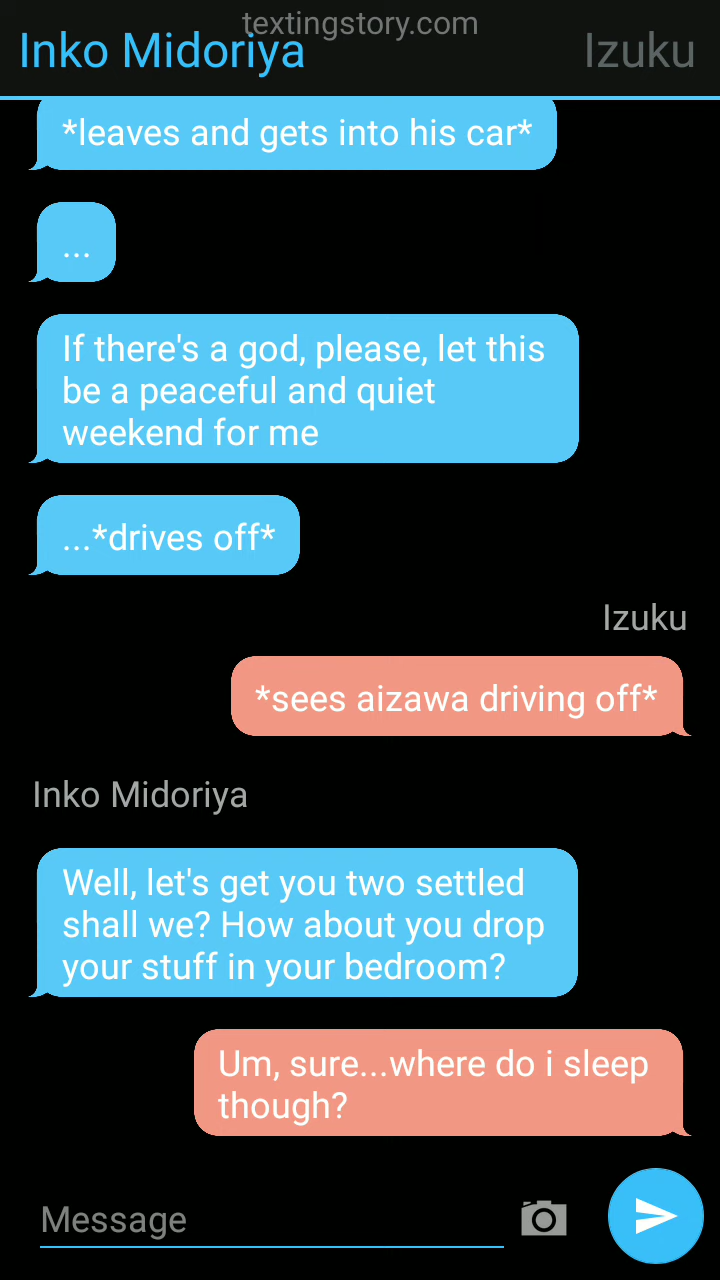 textingstory.com
Inko Midoriya
Izuku
*leaves and gets into his car*
...
If there's a god, please, let this
be a peaceful and quiet
weekend for me
...*drives off*
Izuku
*sees aizawa driving off*
Inko Midoriya
Well, let's get you two settled
shall we? How about you drop
your stuff in your bedroom?
Um, sure...where do i sleep
though?
Message